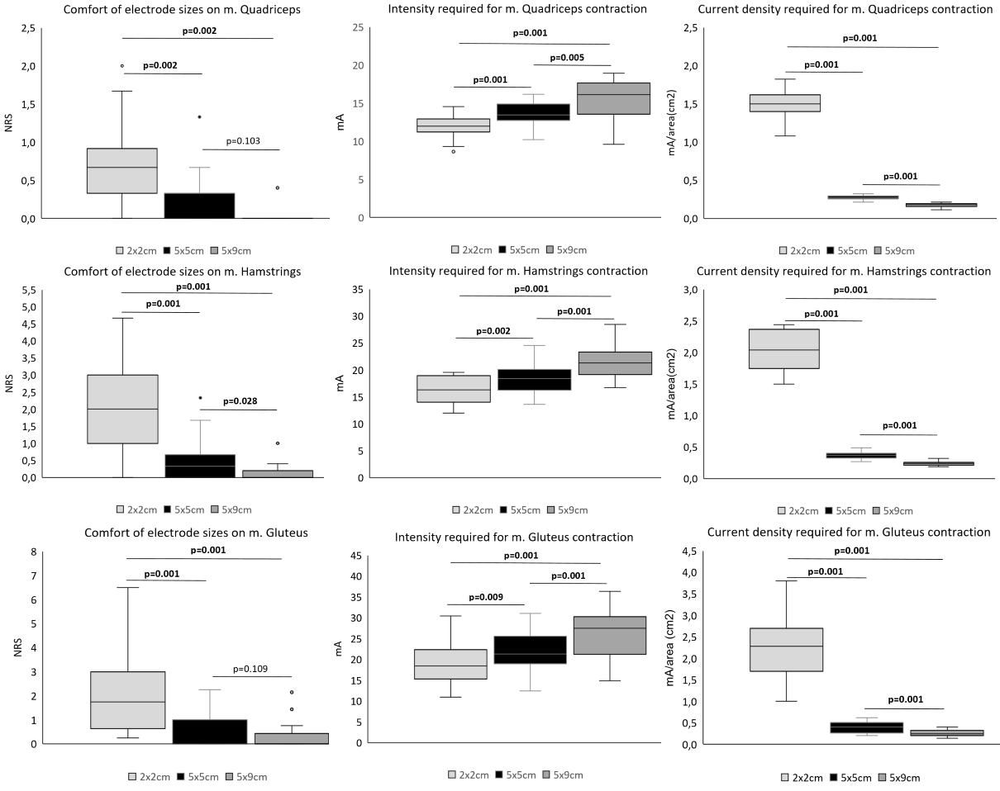 Comfort of electrode sizes on m. Quadriceps
2,5
2,0
1,5
1,0
0,5
0,0
NRS
p=0.002
p=0.002
p=0.103
2x2cm 5x5cm 5x9cm
Intensity required for m. Quadriceps contraction
25
20
15
10
5
0
mA
p=0.001
p=0.005
p=0.001
2x2cm 5x5cm 5x9cm
Current density required for m. Quadriceps contraction
2,5
2,0
1,5
1,0
0,5
0,0
mA/area(cm2)
p=0.001
p=0.001
p=0.001
2x2cm 5x5cm 5x9cm
Comfort of electrode sizes on m. Hamstrings
5,5
5,0
4,5
4,0
3,5
3,0
2,5
2,0
1,5
1,0
0,5
0,0
NRS
p=0.001
p=0.001
p=0.028
2x2cm 5x5cm 5x9cm
Intensity required for m. Hamstrings contraction
35
30
25
20
15
10
5
0
mA
p=0.001
p=0.001
p=0.002
2x2cm 5x5cm 5x9cm
Current density required for m. Hamstrings contraction
3,0
2,5
2,0
1,5
1,0
0,5
0,0
mA/area(cm2)
p=0.001
p=0.001
p=0.001
2x2cm 5x5cm 5x9cm
Comfort of electrode sizes on m. Gluteus
8
7
6
5
4
3
2
1
0
NRS
p=0.001
p=0.001
p=0.109
2x2cm 5x5cm 5x9cm
Intensity required for m. Gluteus contraction
45
40
35
30
25
20
15
10
5
0
mA
p=0.001
p=0.001
p=0.009
2x2cm 5x5cm 5x9cm
Current density required for m. Gluteus contraction
4,5
4,0
3,5
3,0
2,5
2,0
1,5
1,0
0,5
0,0
mA/area (cm2)
p=0.001
p=0.001
p=0.001
2x2cm 5x5cm 5x9cm